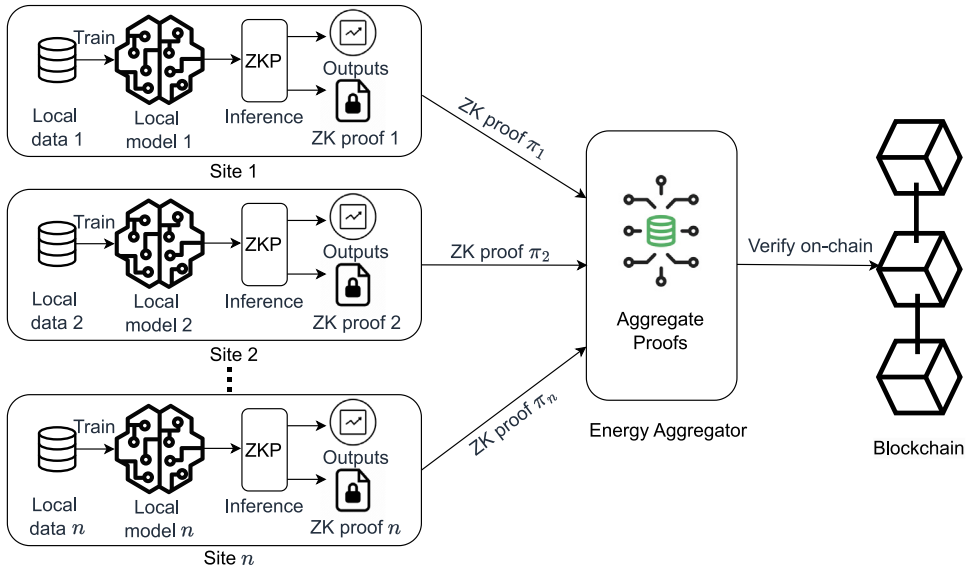 Train
ZKP
Outputs
Local
data 1
Local
model 1
Inference
ZK proof 1
Site 1
Train
ZKP
Outputs
Local
data 2
Local
model 2
Inference
ZK proof 2
Site 2
Train
ZKP
Outputs
Local
data n
Local
model n
Inference
ZK proof n
Site n
ZK proof π₁
ZK proof π₂
ZK proof πₙ
Aggregate
Proofs
Energy Aggregator
Verify on-chain
Blockchain